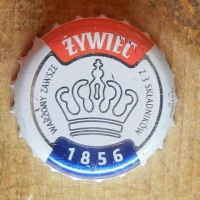 ŻYWIEC
WARZONY ZAWSZE
Z 3 SKŁADNIKÓW
1856